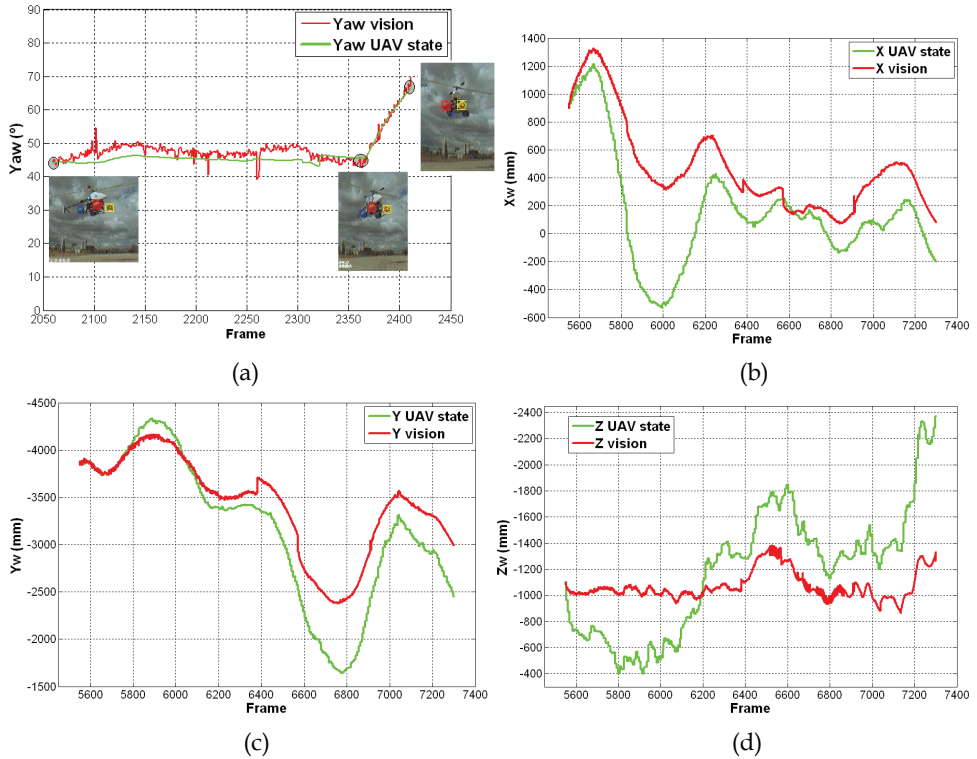 90
80
70
60
50
40
30
20
10
0
Yaw (°)
Yaw vision
Yaw UAV state
2050 2100 2150 2200 2250 2300 2350 2400 2450
Frame
(a)
1400
1200
1000
800
600
400
200
0
-200
-400
-600
Xw (mm)
X UAV state
X vision
5600 5800 6000 6200 6400 6600 6800 7000 7200 7400
Frame
(b)
-4500
-4000
-3500
-3000
-2500
-2000
-1500
Yw (mm)
Y UAV state
Y vision
5600 5800 6000 6200 6400 6600 6800 7000 7200 7400
Frame
(c)
-2400
-2200
-2000
-1800
-1600
-1400
-1200
-1000
-800
-600
-400
Zw (mm)
Z UAV state
Z vision
5600 5800 6000 6200 6400 6600 6800 7000 7200 7400
Frame
(d)